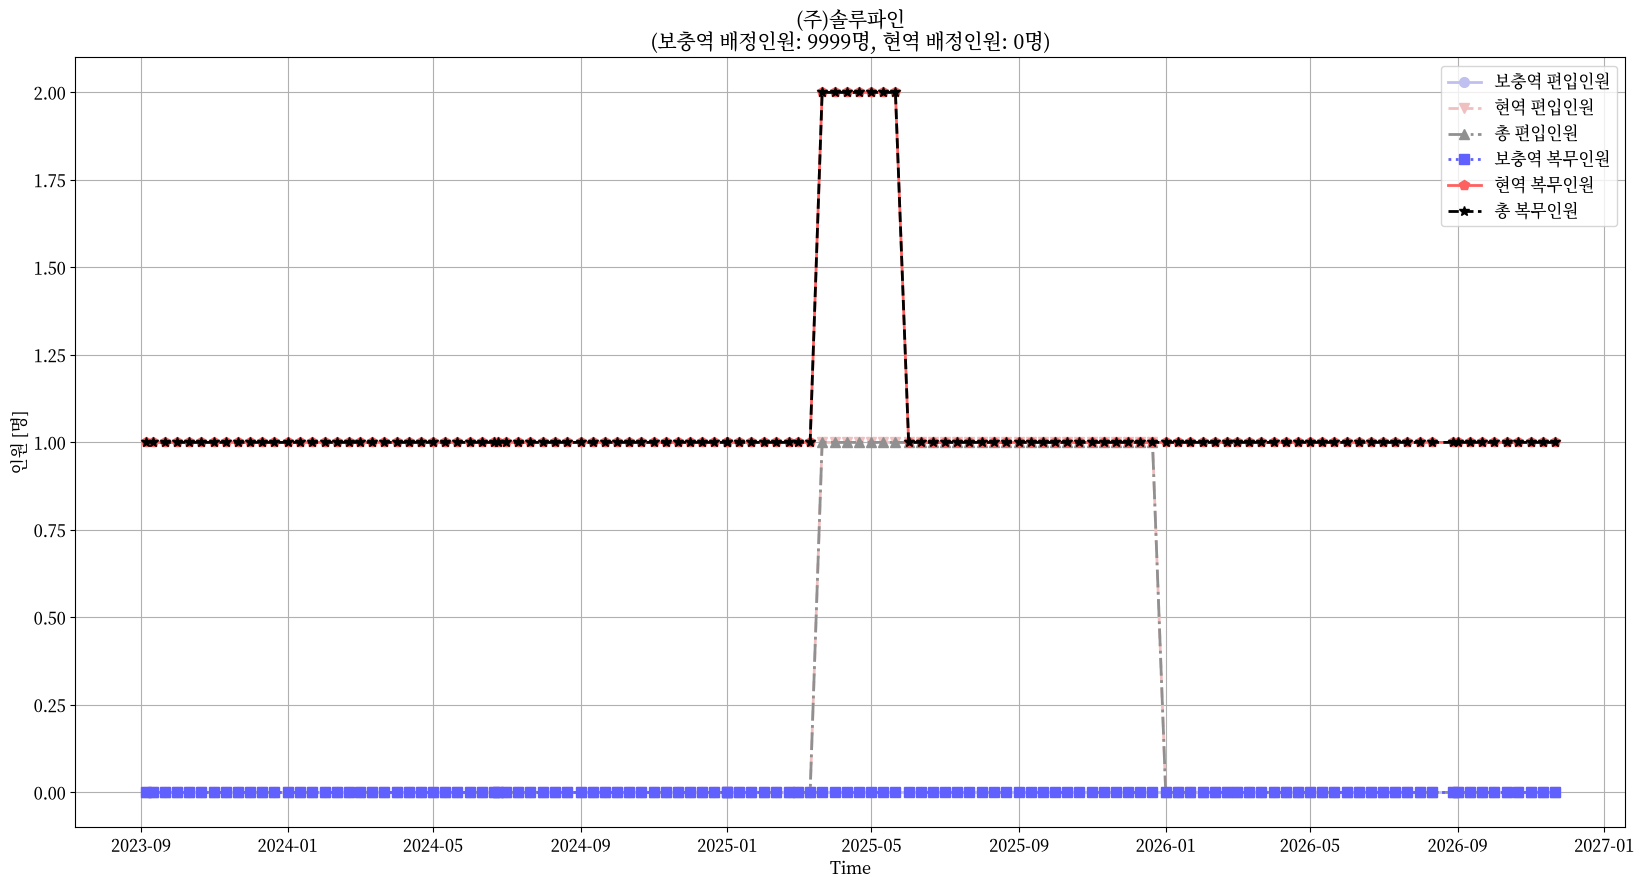 (주)솔루파인
(보충역 배정인원: 9999명, 현역 배정인원: 0명)
보충역 편입인원
현역 편입인원
총 편입인원
보충역 복무인원
현역 복무인원
총 복무인원
인원 [명]
2.00
1.75
1.50
1.25
1.00
0.75
0.50
0.25
0.00
2023-09 2024-01 2024-05 2024-09 2025-01 2025-05 2025-09 2026-01 2026-05 2026-09 2027-01
Time